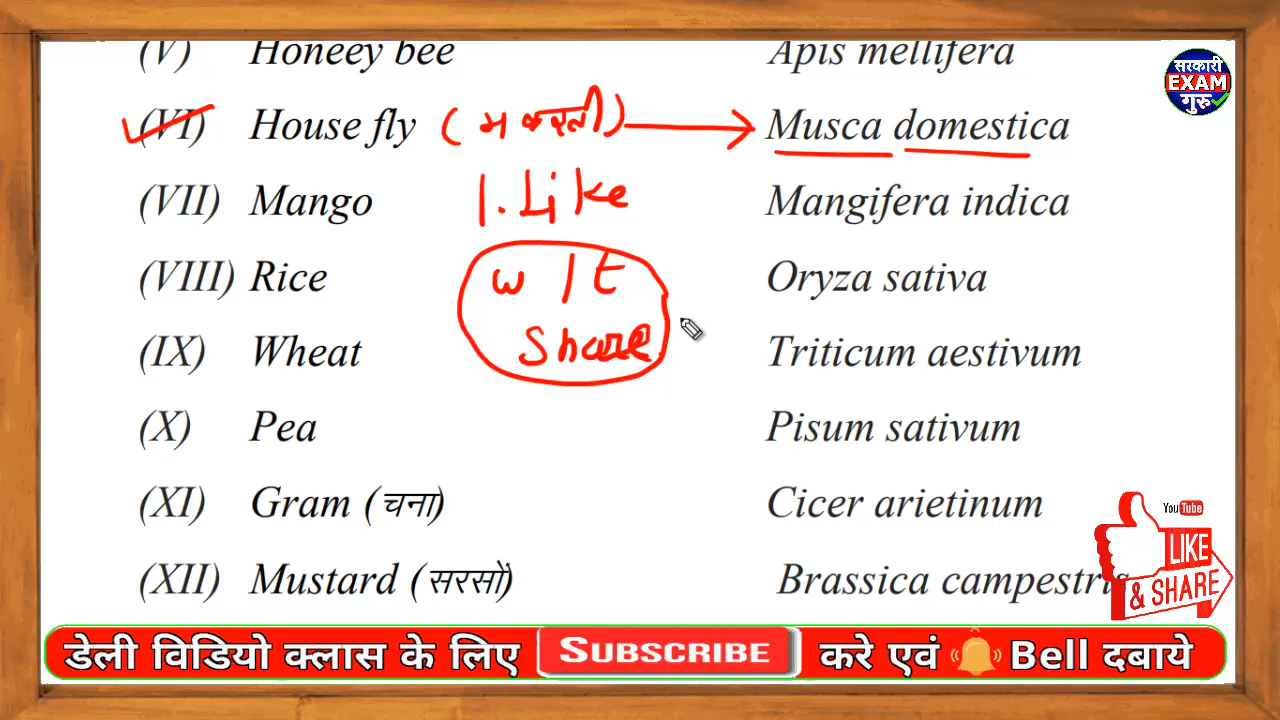 (V) Honeey bee Apis mellifera
सरकारी
EXAM
गुरु
(VI) House fly (मक्खी) Musca domestica
(VII) Mango 1. Like Mangifera indica
(VIII) Rice w / t Oryza sativa
Share
(IX) Wheat Triticum aestivum
(X) Pea Pisum sativum
(XI) Gram (चना) Cicer arietinum
YouTube
LIKE
& SHARE
(XII) Mustard (सरसों) Brassica campestris
डेली विडियो क्लास के लिए SUBSCRIBE करे एवं Bell दबाये